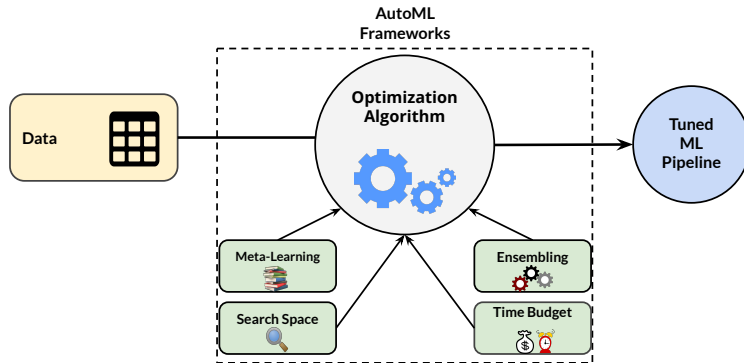 AutoML
Frameworks
Data
Optimization
Algorithm
Tuned
ML
Pipeline
Meta-Learning
Ensembling
Search Space
Time Budget
$